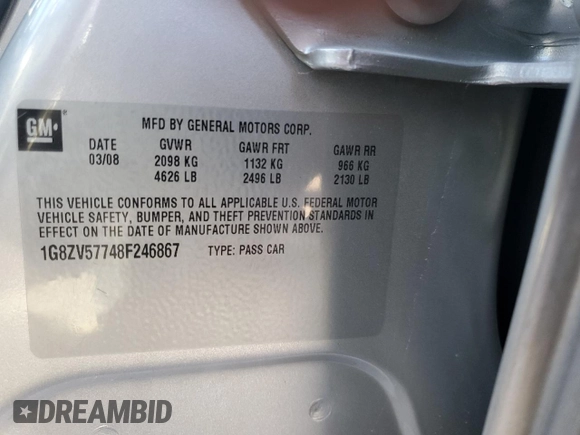 GM
MFD BY GENERAL MOTORS CORP.
DATE GVWR GAWR FRT GAWR RR
03/08 2098 KG 1132 KG 966 KG
4626 LB 2496 LB 2130 LB
THIS VEHICLE CONFORMS TO ALL APPLICABLE U.S. FEDERAL MOTOR
VEHICLE SAFETY, BUMPER, AND THEFT PREVENTION STANDARDS IN
EFFECT ON THE DATE OF MANUFACTURE SHOWN ABOVE.
1G8ZV57748F246867 TYPE: PASS CAR
DREAMBID